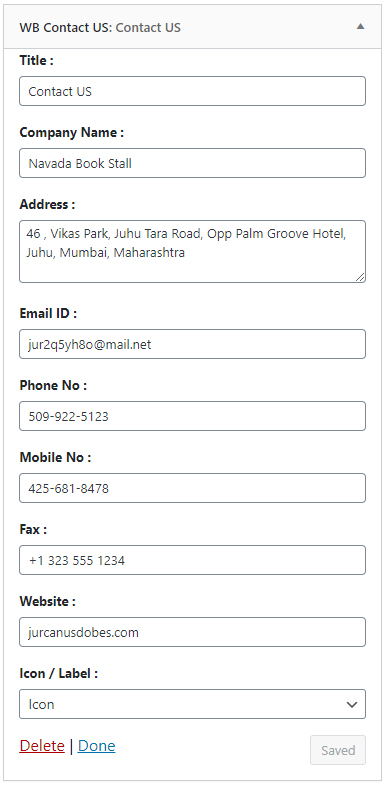 WB Contact US: Contact US
Title :
Contact US
Company Name :
Navada Book Stall
Address :
46 , Vikas Park, Juhu Tara Road, Opp Palm Groove Hotel,
Juhu, Mumbai, Maharashtra
Email ID :
jur2q5yh8o@mail.net
Phone No :
509-922-5123
Mobile No :
425-681-8478
Fax :
+1 323 555 1234
Website :
jurcanusdobes.com
Icon / Label :
Icon
Delete | Done Saved